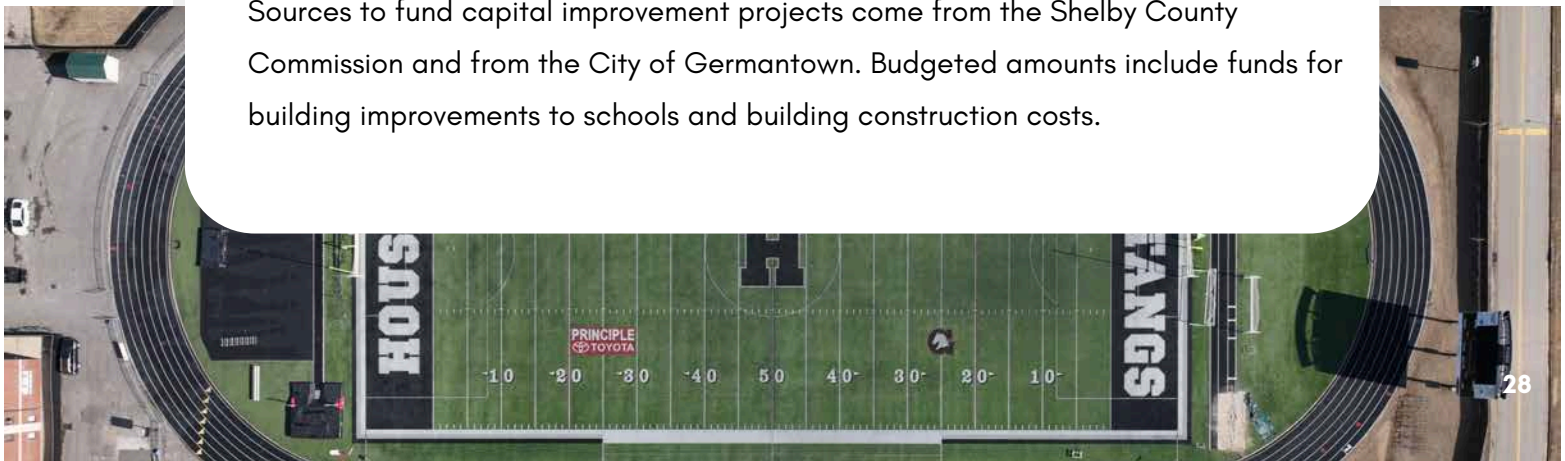 Sources to fund capital improvement projects come from the Shelby County
Commission and from the City of Germantown. Budgeted amounts include funds for
building improvements to schools and building construction costs.
HOUS
H
TANGS
PRINCIPLE
TOYOTA
10 20 30 40 50 40 30 20 10
28